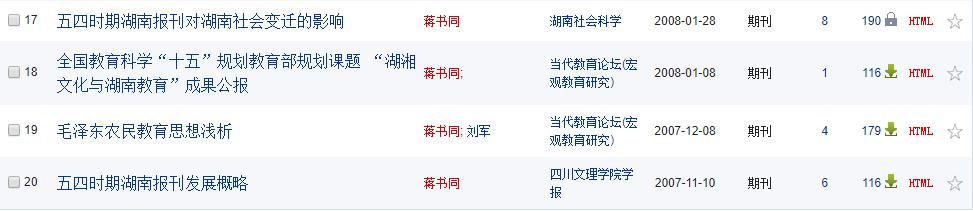 17 五四时期湖南报刊对湖南社会变迁的影响 蒋书同 湖南社会科学 2008-01-28 期刊 8 190 HTML
18 全国教育科学“十五”规划教育部规划课题 “湖湘文化与湖南教育”成果公报 蒋书同; 当代教育论坛(宏观教育研究) 2008-01-08 期刊 1 116 HTML
19 毛泽东农民教育思想浅析 蒋书同; 刘军 当代教育论坛(宏观教育研究) 2007-12-08 期刊 4 179 HTML
20 五四时期湖南报刊发展概略 蒋书同 四川文理学院学报 2007-11-10 期刊 6 116 HTML